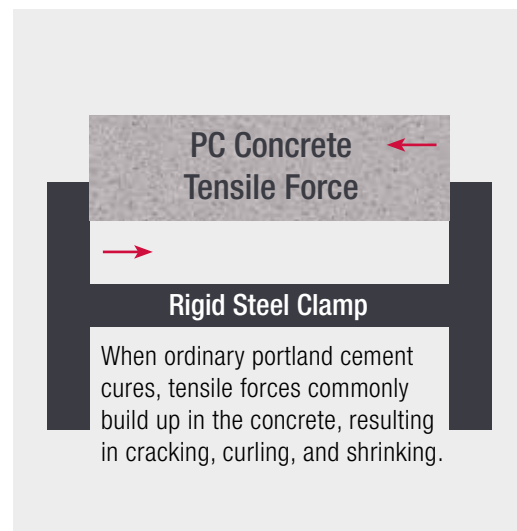 PC Concrete
Tensile Force
Rigid Steel Clamp
When ordinary portland cement
cures, tensile forces commonly
build up in the concrete, resulting
in cracking, curling, and shrinking.